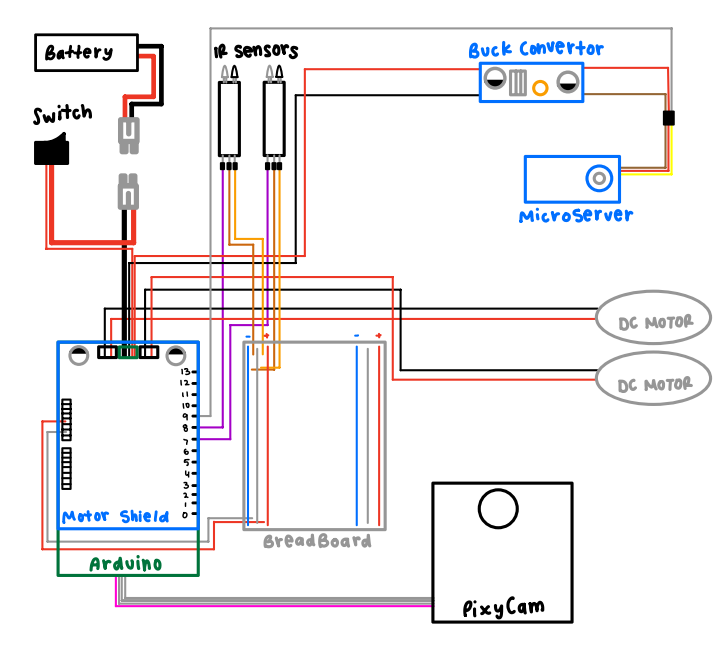 Battery
IR Sensors
Buck Convertor
Switch
MicroServer
DC MOTOR
DC MOTOR
- + - +
13
12
11
10
9
8
7
6
5
4
3
2
1
0
Motor Shield
BreadBoard
Arduino
PixyCam